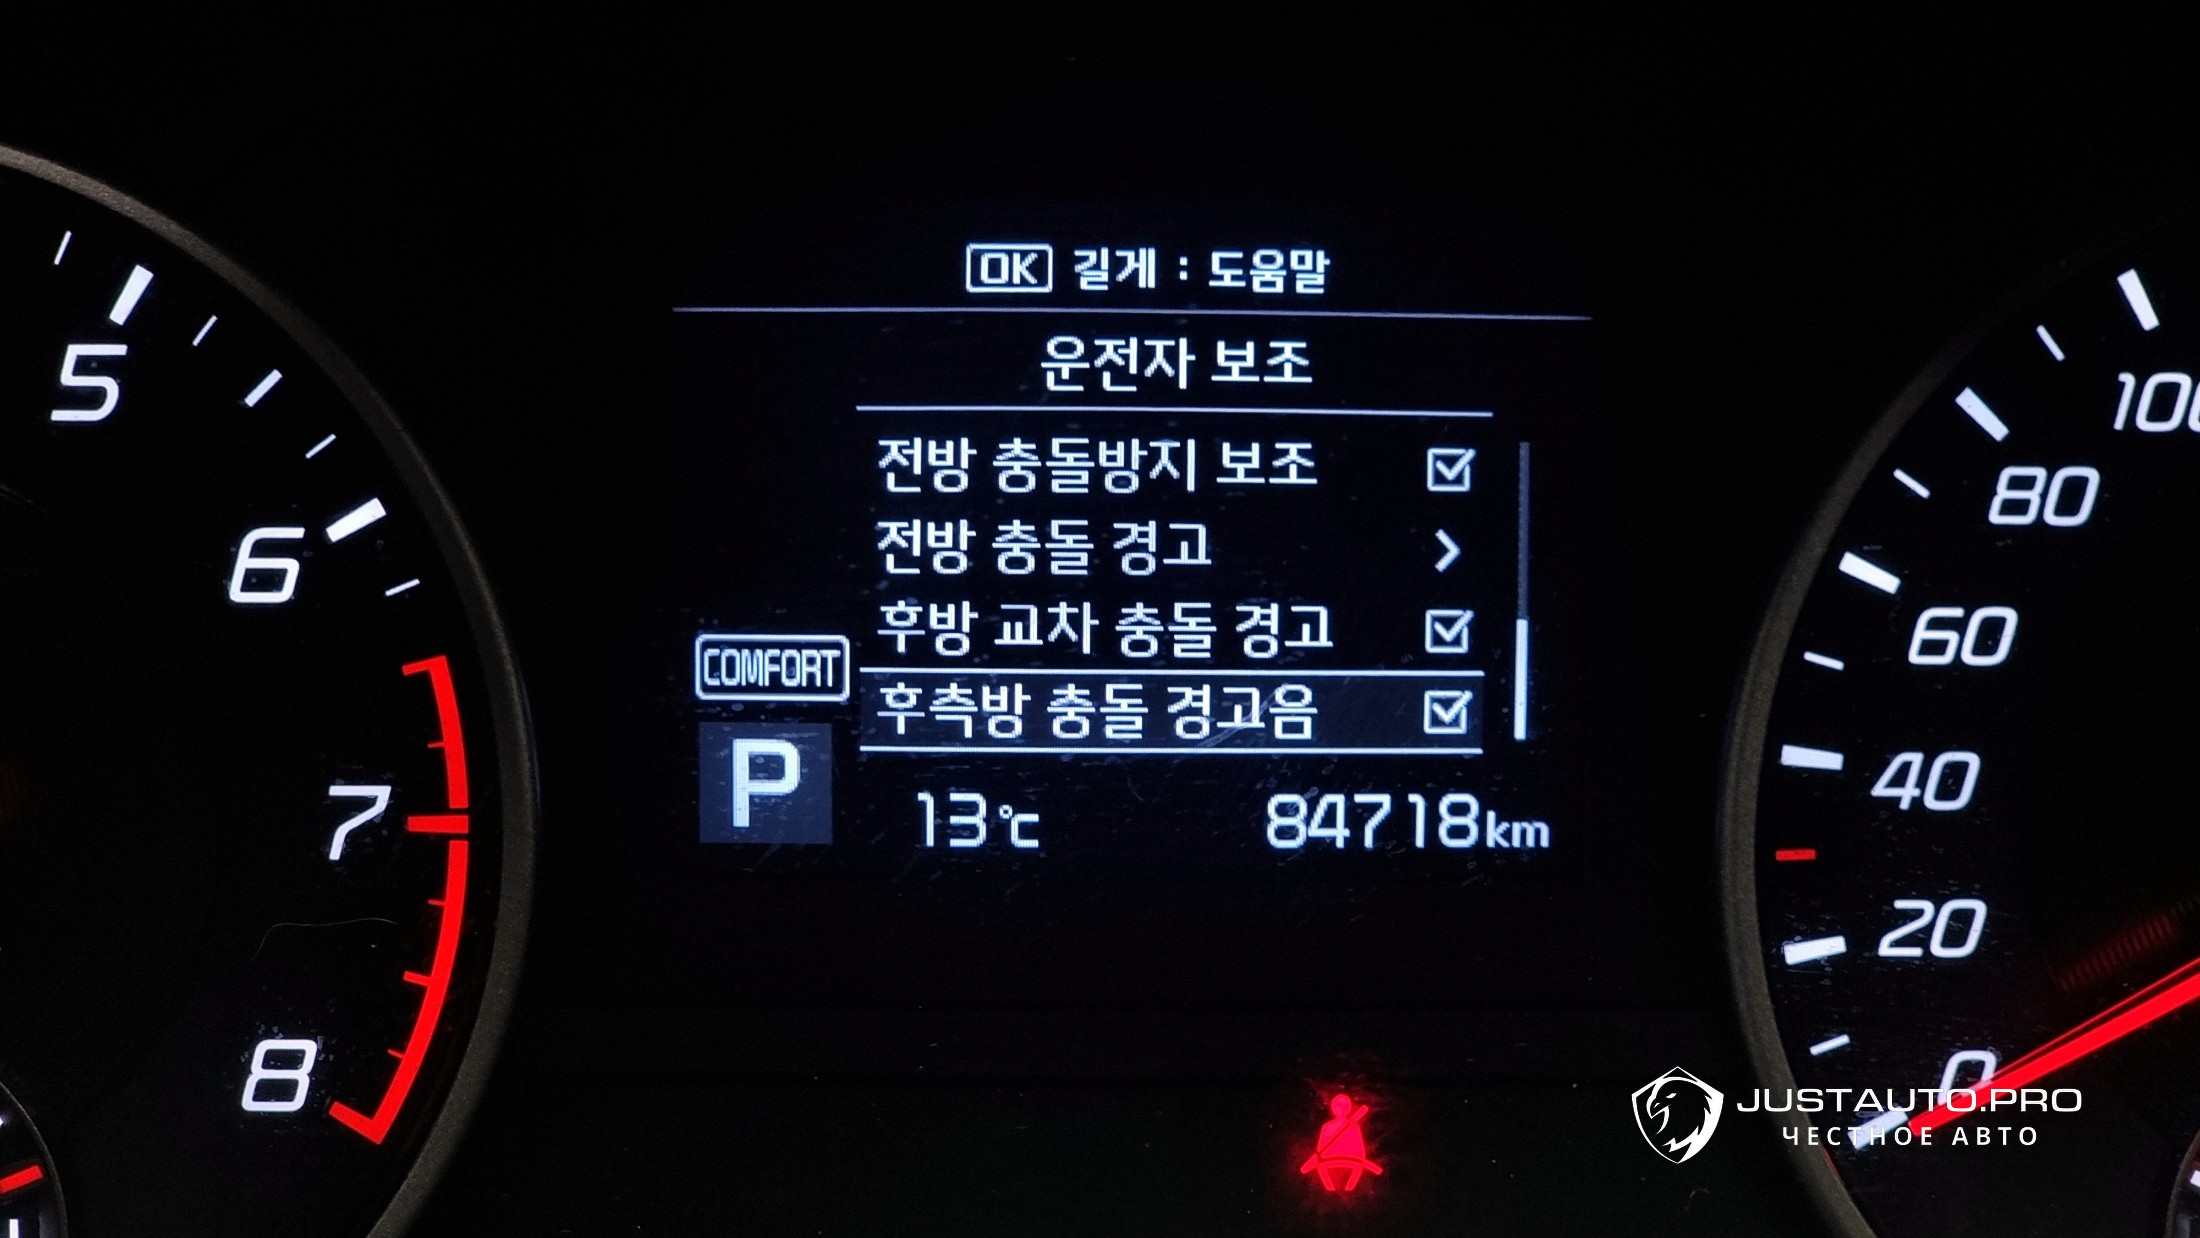 OK 길게 : 도움말
운전자 보조
전방 충돌방지 보조
전방 충돌 경고
후방 교차 충돌 경고
후측방 충돌 경고음
COMFORT
P
13°C
84718km
5
6
7
8
100
80
60
40
20
0
JUSTAUTO.PRO
ЧЕСТНОЕ АВТО